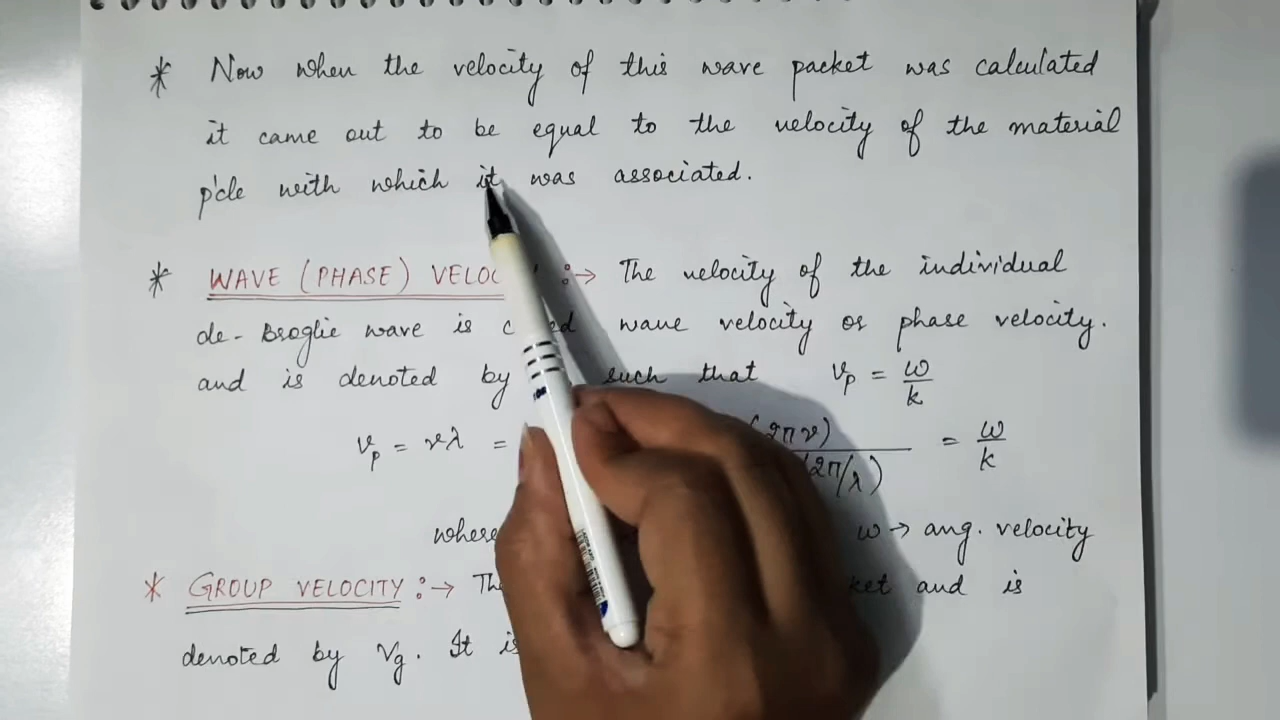 * Now when the velocity of this wave packet was calculated
it came out to be equal to the velocity of the material
p'cle with which it was associated.
* WAVE (PHASE) :→ The velocity of the individual
de-Broglie wave is wave velocity or phase velocity.
and is denoted by such that vₚ = ω/k
vₚ = νλ = (2πν)/(2π/λ) = ω/k
where ω → ang. velocity
* GROUP VELOCITY :→ and is
denoted by Vg. It is